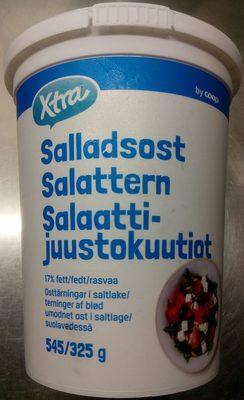 X-tra
by coop
Salladsost
Salattern
Salaatti-
juustokuutiot
17% fett/fedt/rasvaa
Osttärningar i saltlake/
terninger af blød
umodnet ost i saltlage/
suolavedessä
545/325 g